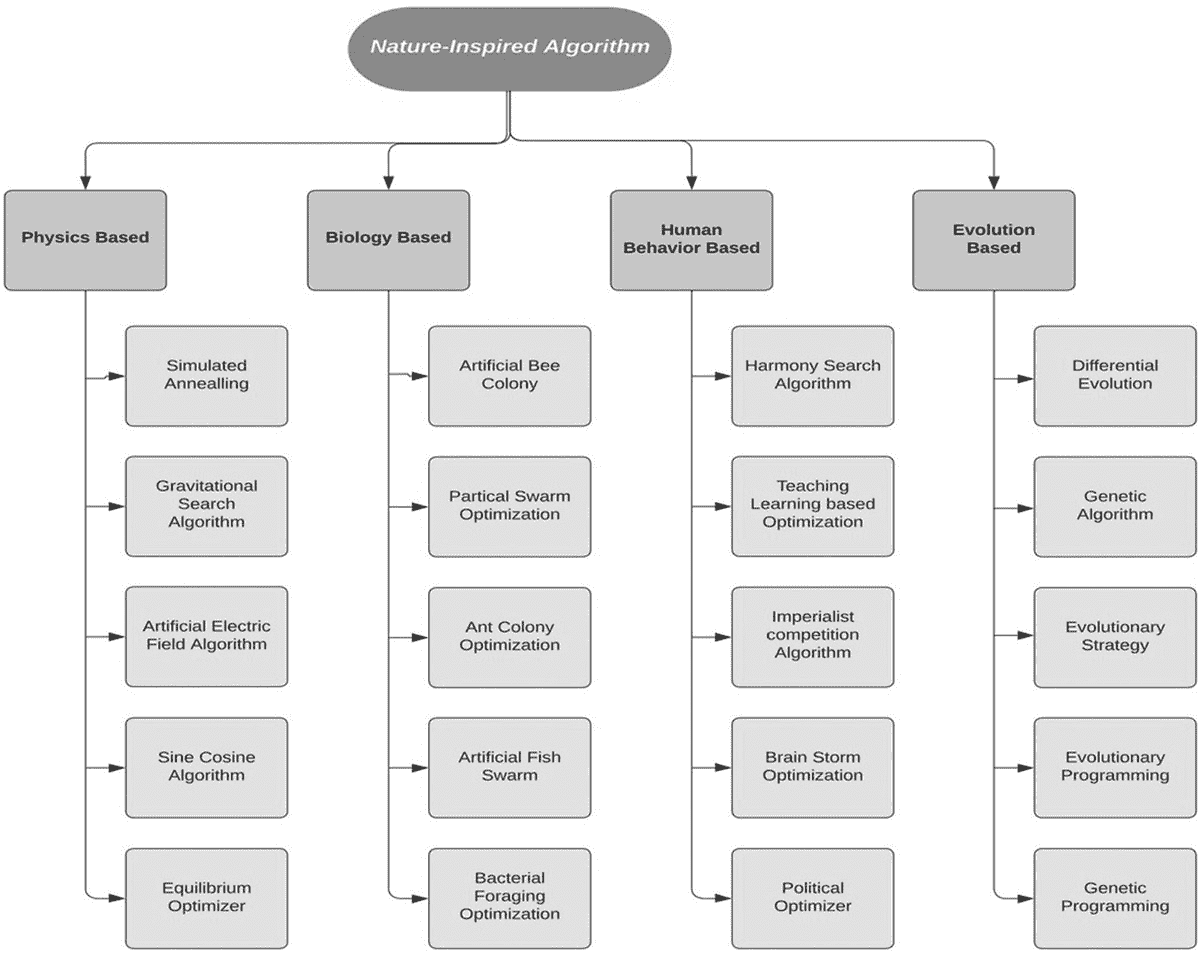 Nature-Inspired Algorithm
Physics Based
Biology Based
Human
Behavior Based
Evolution
Based
Simulated
Annealling
Gravitational
Search
Algorithm
Artificial Electric
Field Algorithm
Sine Cosine
Algorithm
Equilibrium
Optimizer
Artificial Bee
Colony
Partical Swarm
Optimization
Ant Colony
Optimization
Artificial Fish
Swarm
Bacterial
Foraging
Optimization
Harmony Search
Algorithm
Teaching
Learning based
Optimization
Imperialist
competition
Algorithm
Brain Storm
Optimization
Political
Optimizer
Differential
Evolution
Genetic
Algorithm
Evolutionary
Strategy
Evolutionary
Programming
Genetic
Programming